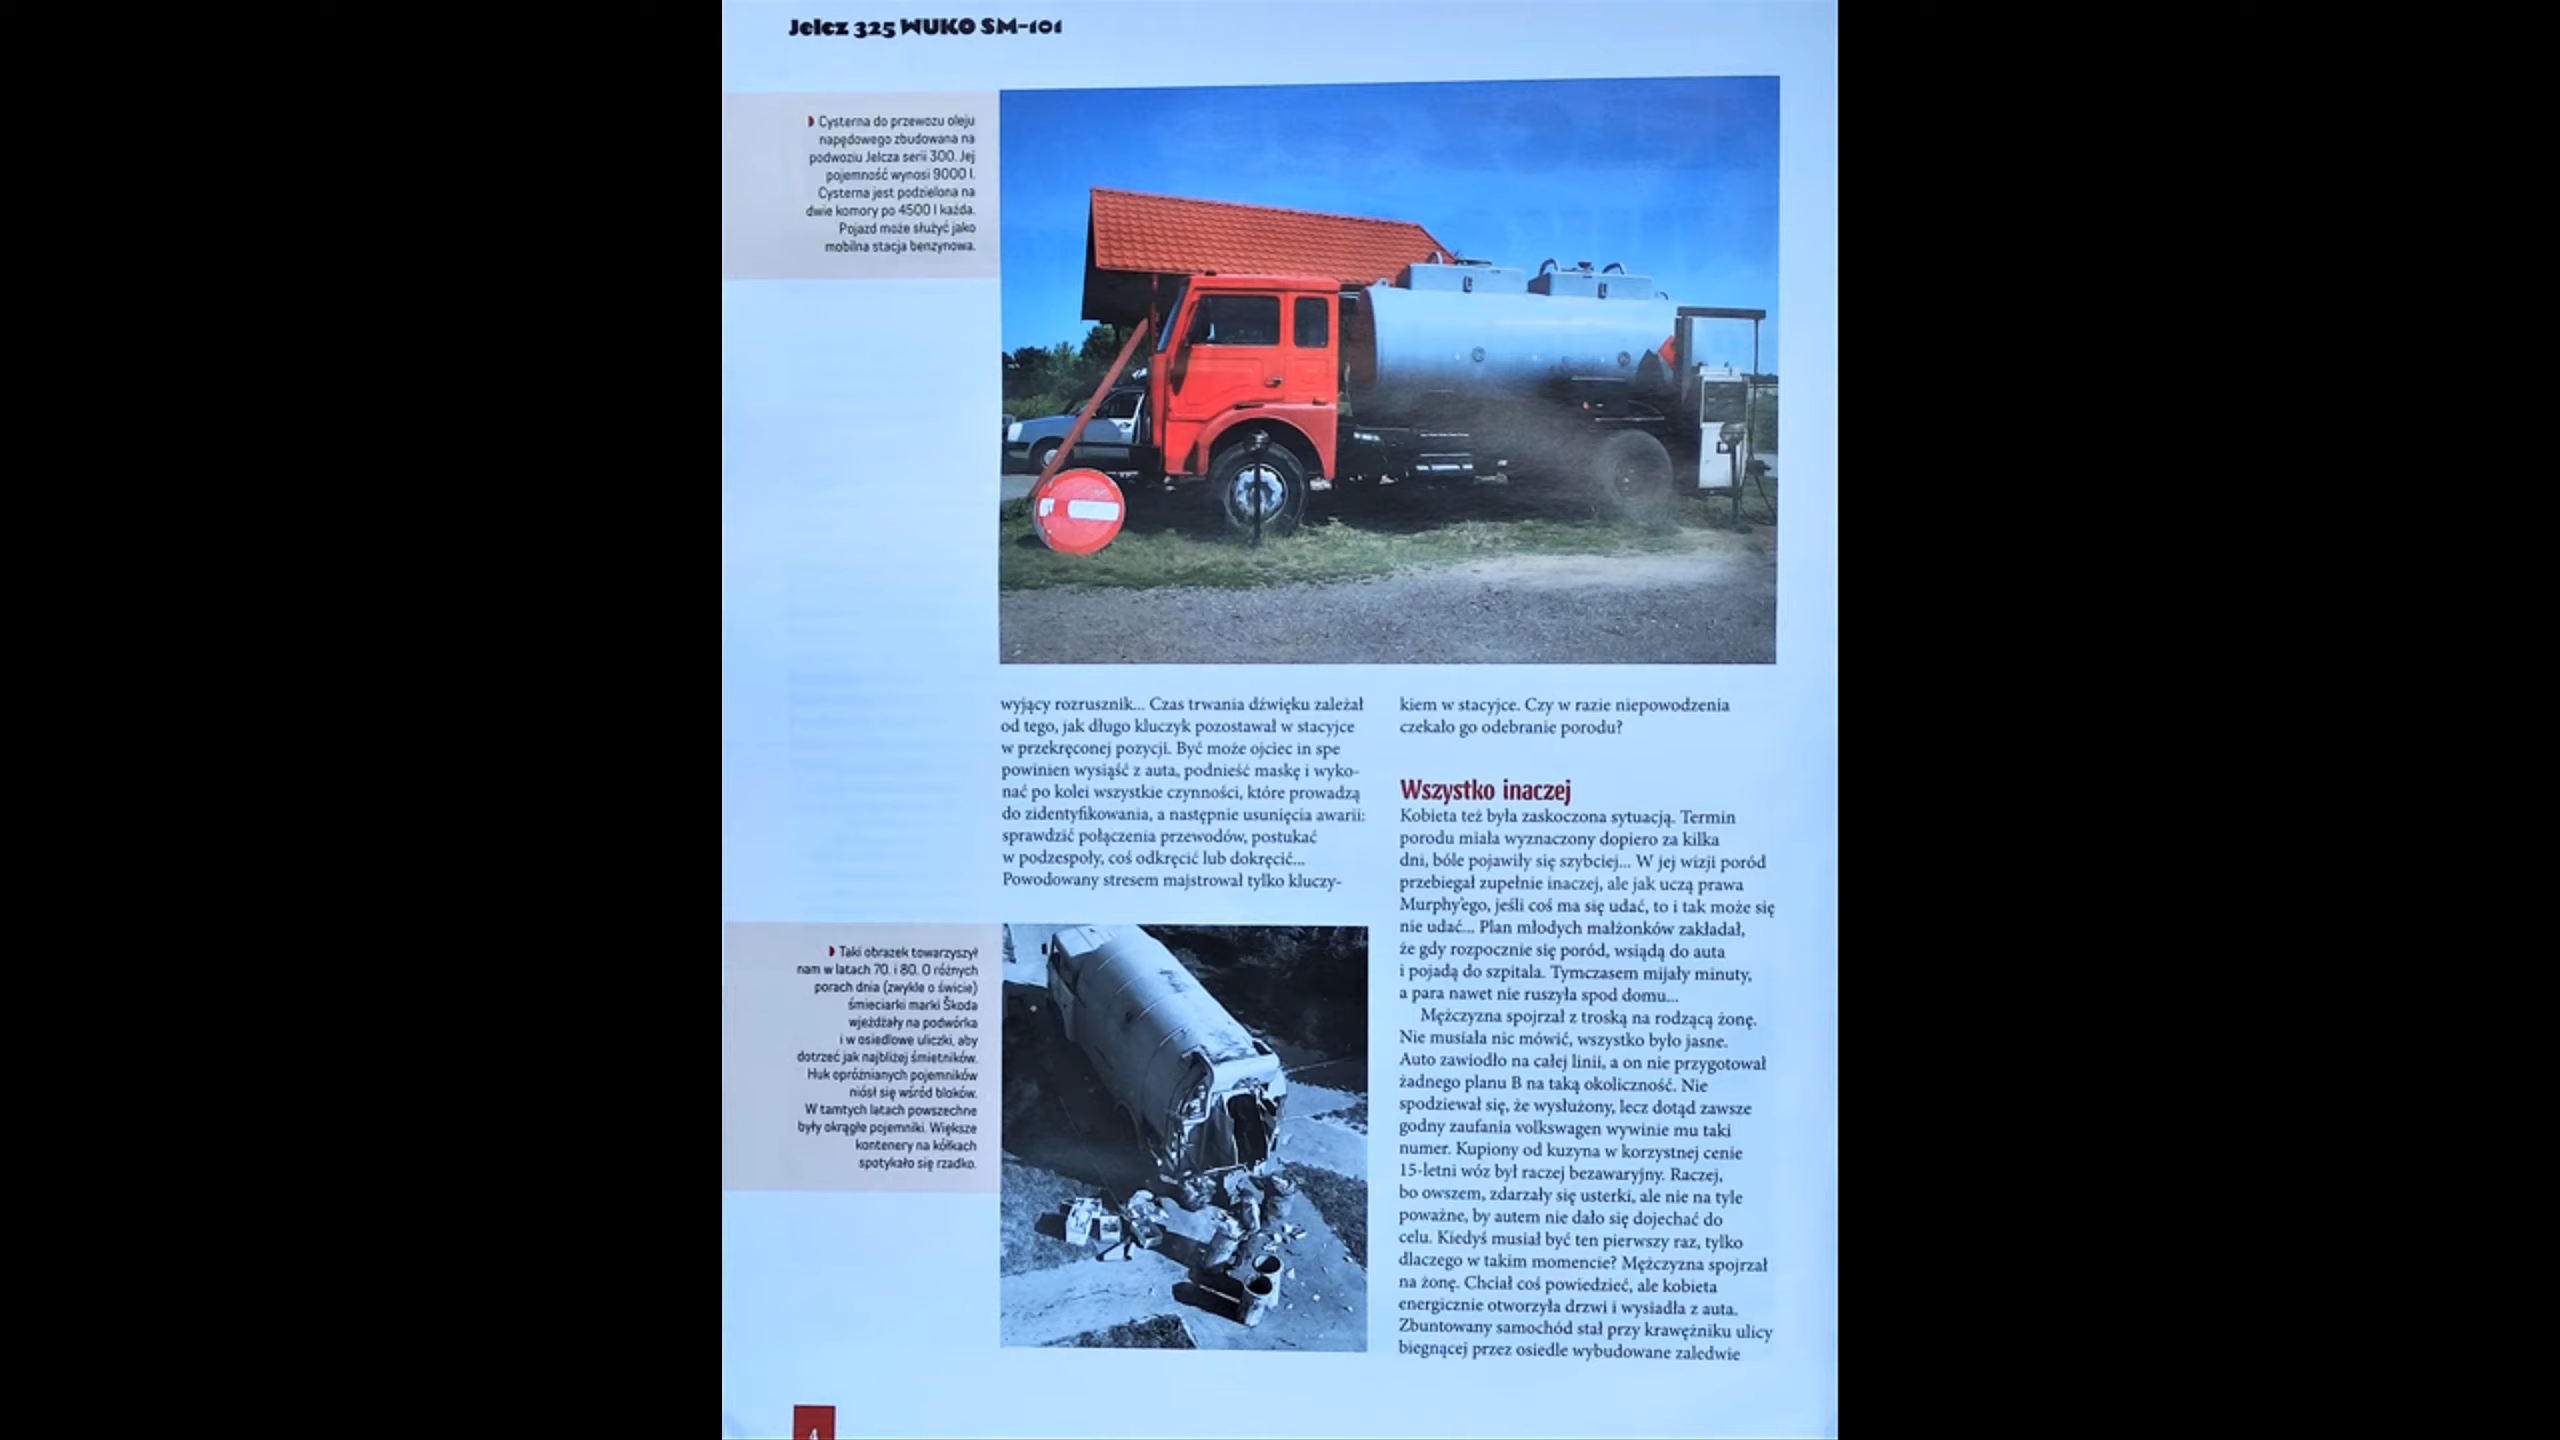 Jelcz 325 WUKO SM-101
Cysterna do przewozu oleju
napędowego zbudowana na
podwoziu Jelcza serii 300. Jej
pojemność wynosi 9000 l.
Cysterna jest podzielona na
dwie komory po 4500 l każda.
Pojazd może służyć jako
mobilna stacja benzynowa.
wyjący rozrusznik... Czas trwania dźwięku zależał
od tego, jak długo kluczyk pozostawał w stacyjce
w przekręconej pozycji. Być może ojciec in spe
powinien wysiąść z auta, podnieść maskę i wyko-
nać po kolei wszystkie czynności, które prowadzą
do zidentyfikowania, a następnie usunięcia awarii:
sprawdzić połączenia przewodów, postukać
w podzespoły, coś odkręcić lub dokręcić...
Powodowany stresem majstrował tylko kluczy-
Taki obrazek towarzyszył
nam w latach 70. i 80. O różnych
porach dnia (zwykle o świcie)
śmieciarki marki Škoda
wjeżdżały na podwórka
i w osiedlowe uliczki, aby
dotrzeć jak najbliżej śmietników.
Huk opróżnianych pojemników
niósł się wśród bloków.
W tamtych latach powszechne
były okrągłe pojemniki. Większe
kontenery na kółkach
spotykało się rzadko.
kiem w stacyjce. Czy w razie niepowodzenia
czekało go odebranie porodu?
Wszystko inaczej
Kobieta też była zaskoczona sytuacją. Termin
porodu miała wyznaczony dopiero za kilka
dni, bóle pojawiły się szybciej... W jej wizji poród
przebiegał zupełnie inaczej, ale jak uczą prawa
Murphy'ego, jeśli coś ma się udać, to i tak może się
nie udać... Plan młodych małżonków zakładał,
że gdy rozpocznie się poród, wsiądą do auta
i pojadą do szpitala. Tymczasem mijały minuty,
a para nawet nie ruszyła spod domu...
Mężczyzna spojrzał z troską na rodzącą żonę.
Nie musiała nic mówić, wszystko było jasne.
Auto zawiodło na całej linii, a on nie przygotował
żadnego planu B na taką okoliczność. Nie
spodziewał się, że wysłużony, lecz dotąd zawsze
godny zaufania volkswagen wywinie mu taki
numer. Kupiony od kuzyna w korzystnej cenie
15-letni wóz był raczej bezawaryjny. Raczej,
bo owszem, zdarzały się usterki, ale nie na tyle
poważne, by autem nie dało się dojechać do
celu. Kiedyś musiał być ten pierwszy raz, tylko
dlaczego w takim momencie? Mężczyzna spojrzał
na żonę. Chciał coś powiedzieć, ale kobieta
energicznie otworzyła drzwi i wysiadła z auta.
Zbuntowany samochód stał przy krawężniku ulicy
biegnącej przez osiedle wybudowane zaledwie
4